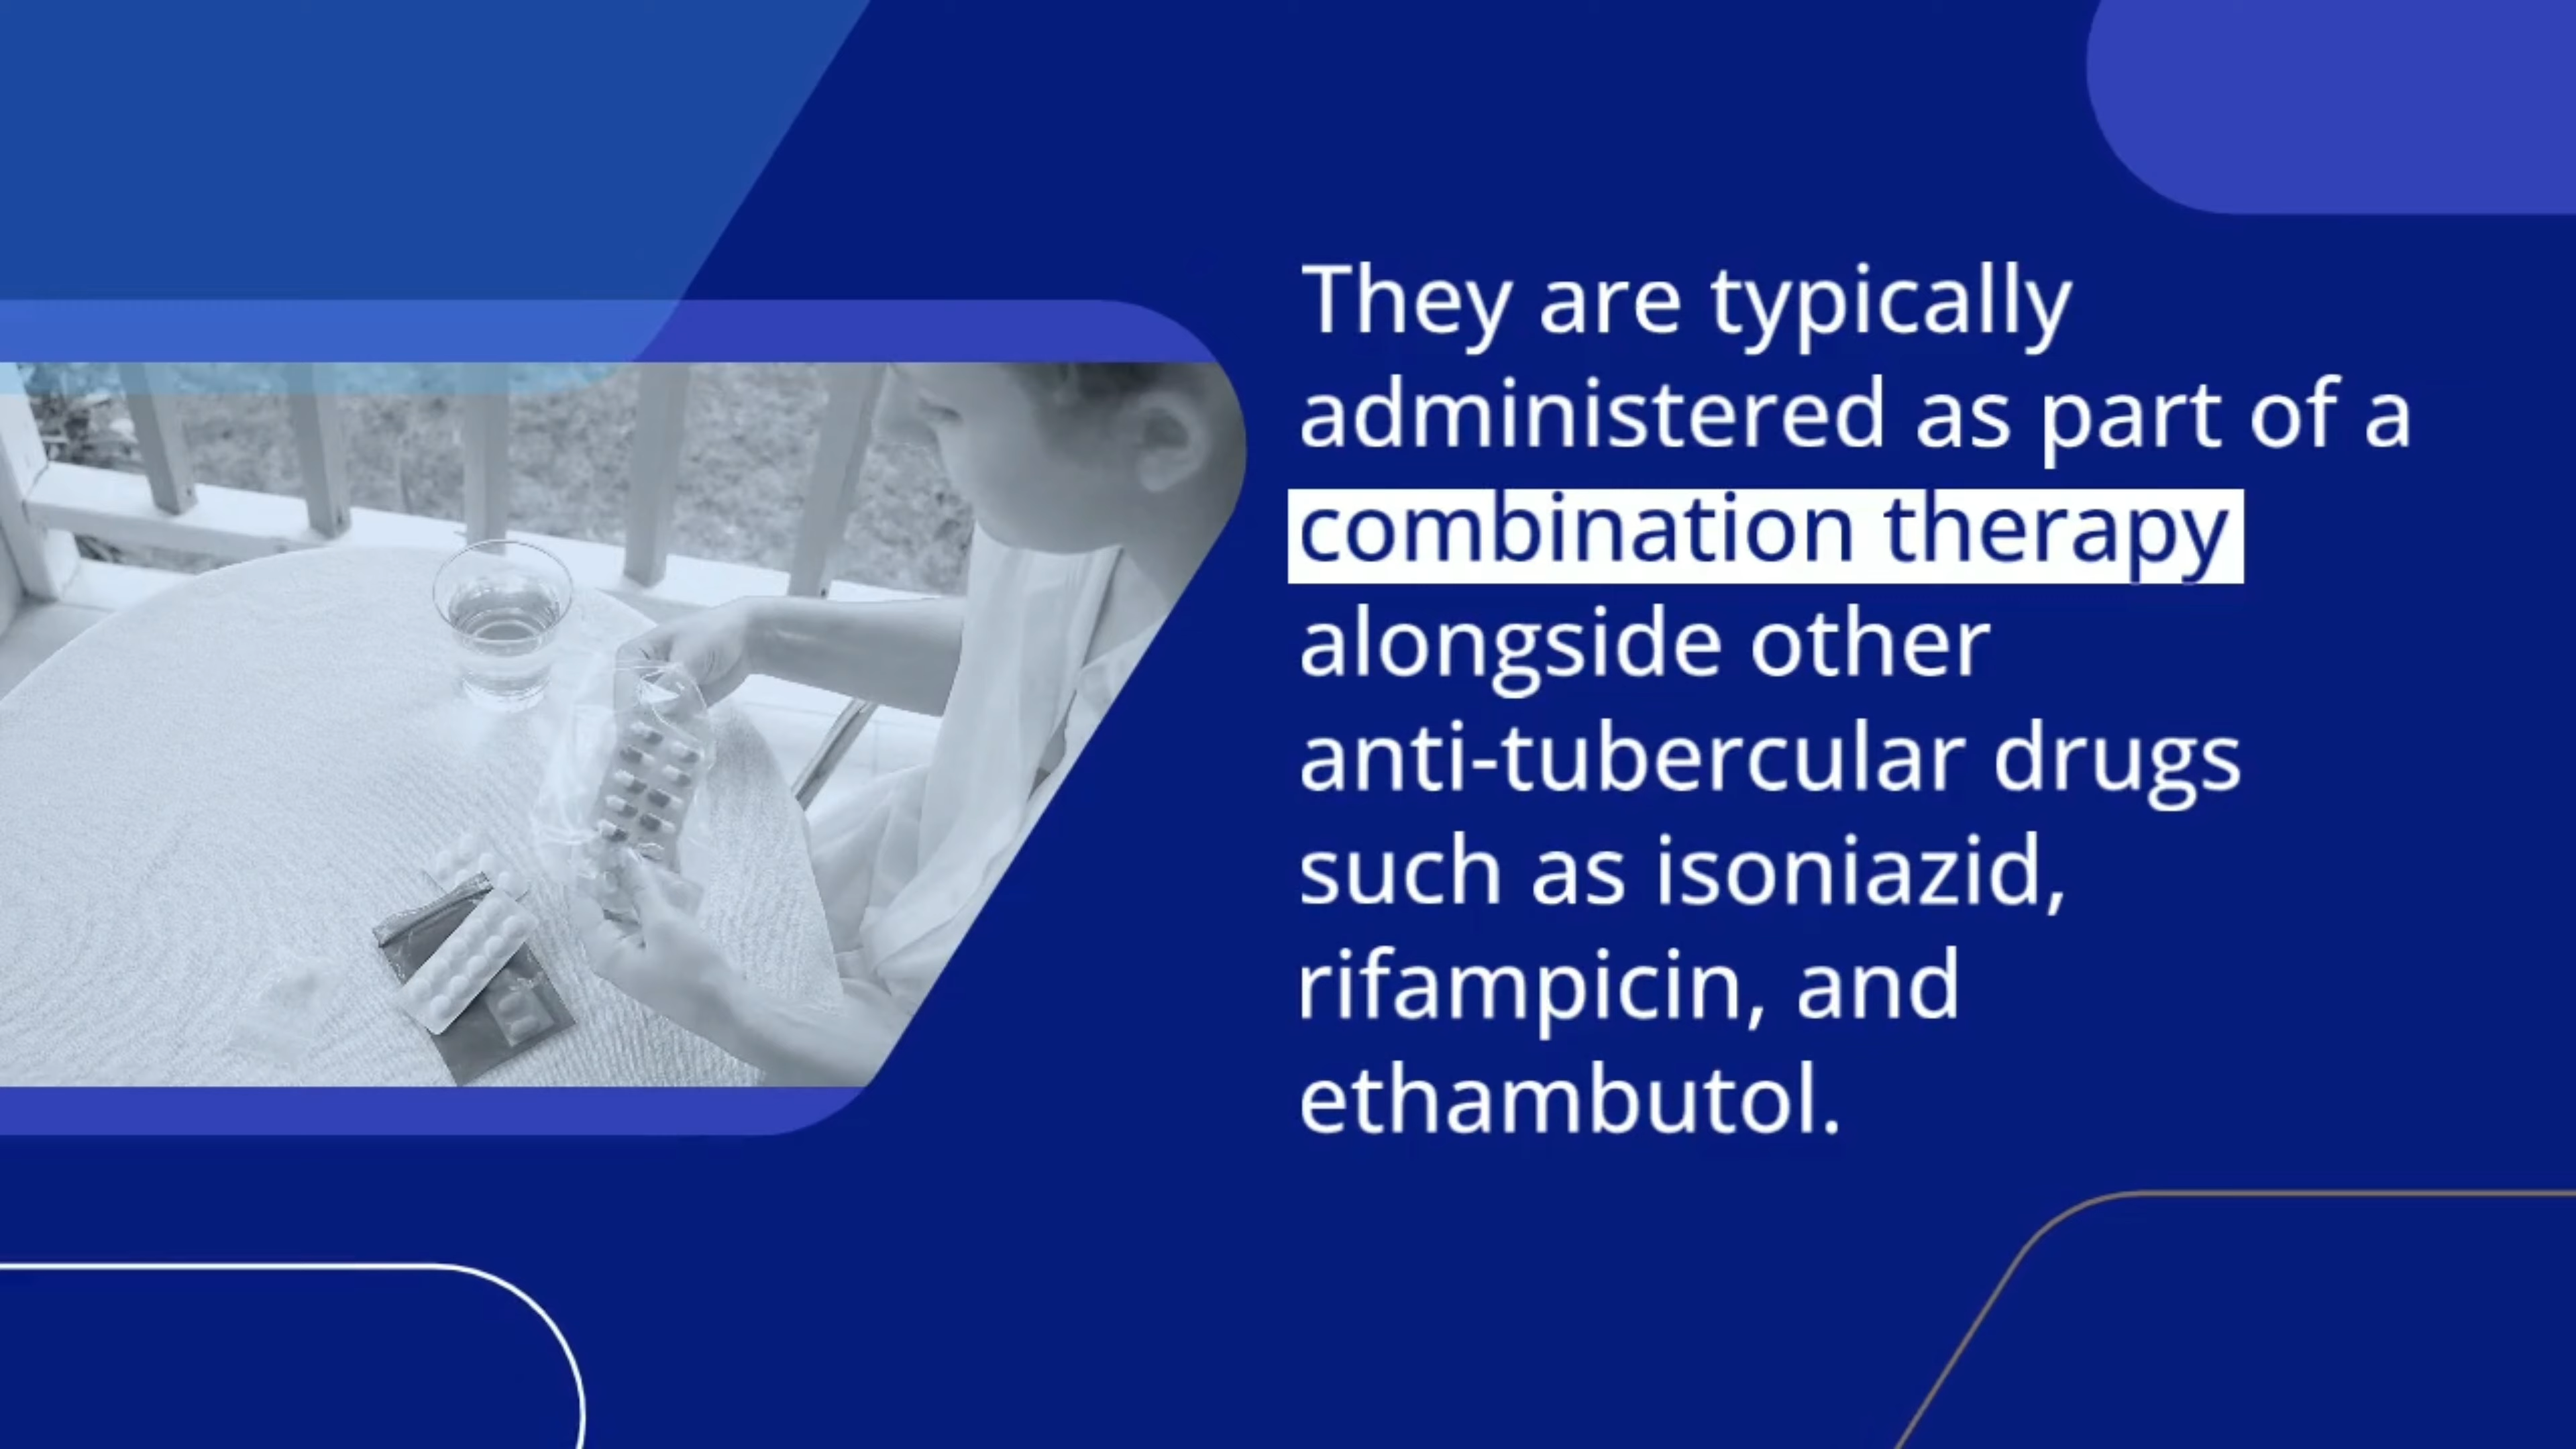 They are typically
administered as part of a
combination therapy
alongside other
anti-tubercular drugs
such as isoniazid,
rifampicin, and
ethambutol.